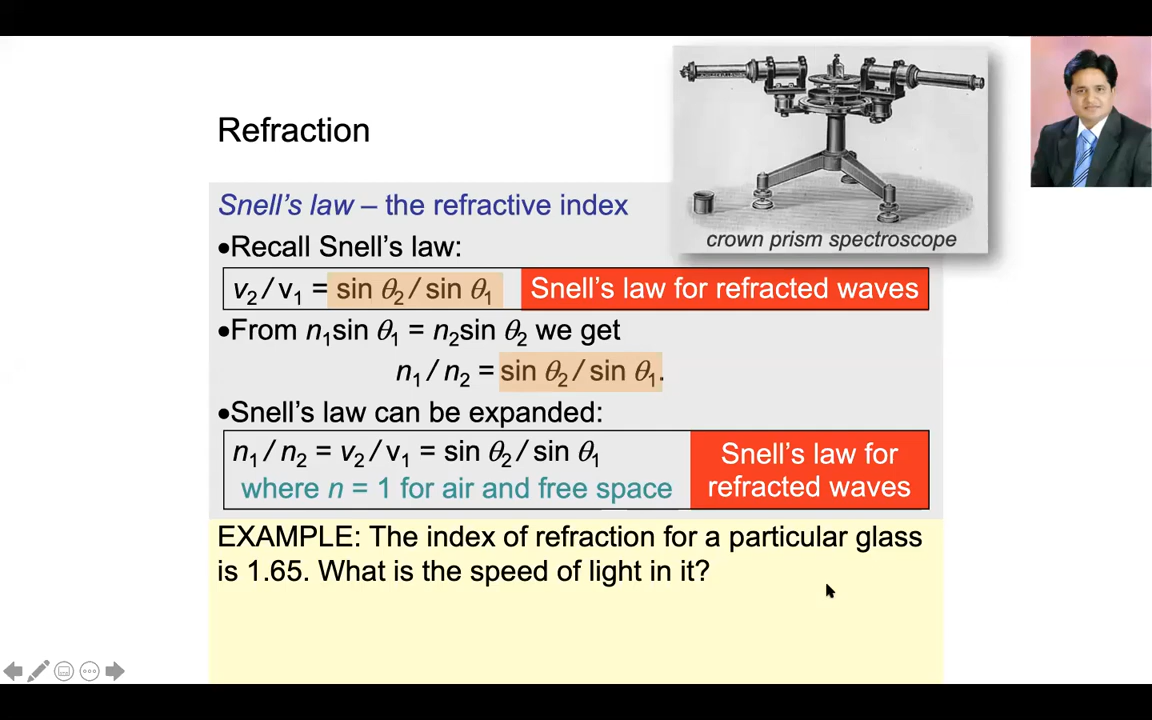 Refraction
crown prism spectroscope
Snell’s law – the refractive index
•Recall Snell’s law:
v₂ / v₁ = sin θ₂ / sin θ₁ Snell’s law for refracted waves
•From n₁sin θ₁ = n₂sin θ₂ we get
n₁ / n₂ = sin θ₂ / sin θ₁.
•Snell’s law can be expanded:
n₁ / n₂ = v₂ / v₁ = sin θ₂ / sin θ₁
where n = 1 for air and free space
Snell’s law for
refracted waves
EXAMPLE: The index of refraction for a particular glass
is 1.65. What is the speed of light in it?